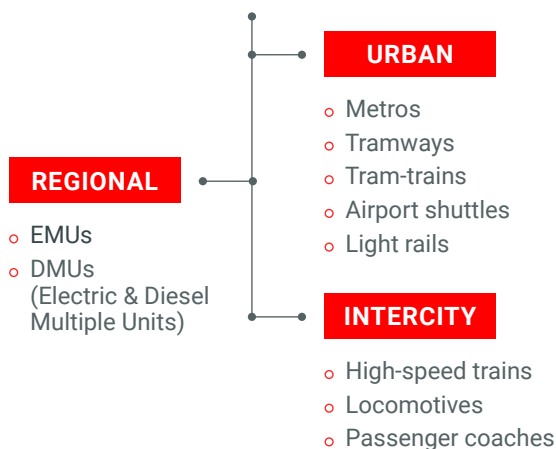 URBAN
Metros
Tramways
Tram-trains
Airport shuttles
Light rails
REGIONAL
EMUs
DMUs
(Electric & Diesel
Multiple Units)
INTERCITY
High-speed trains
Locomotives
Passenger coaches